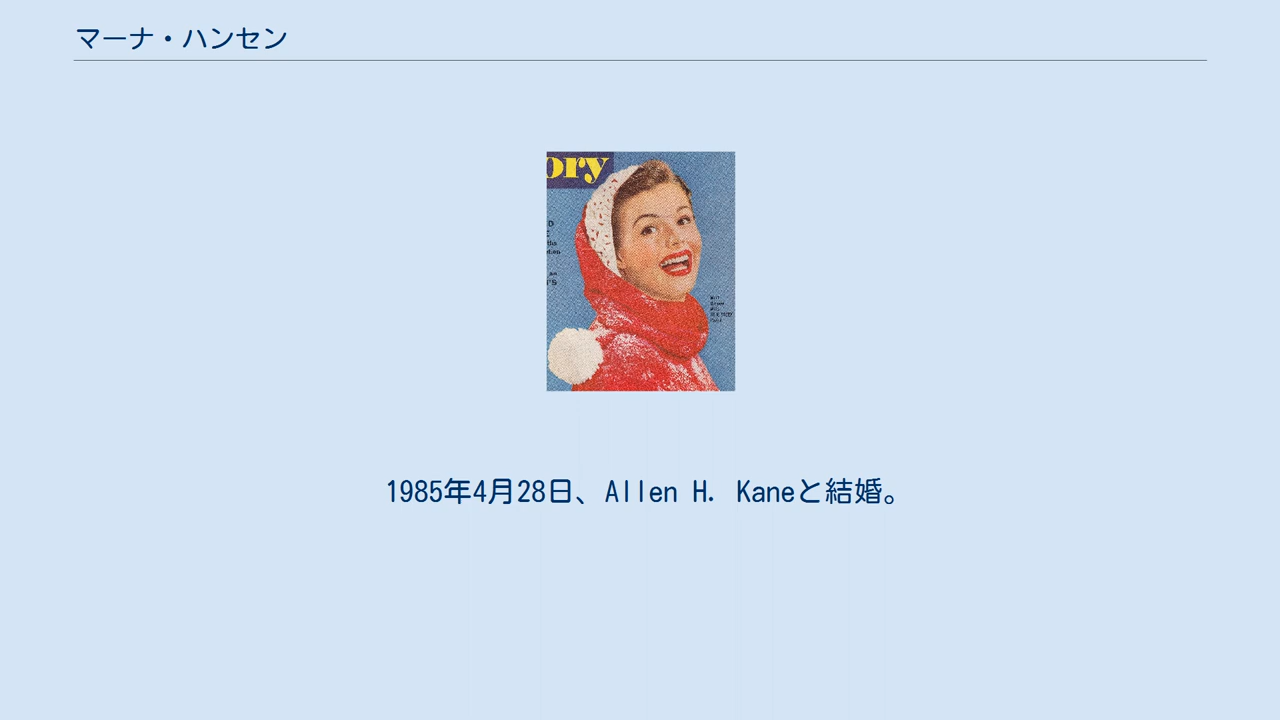 マーナ・ハンセン
ory
D
an
1985年4月28日、Allen H. Kaneと結婚。